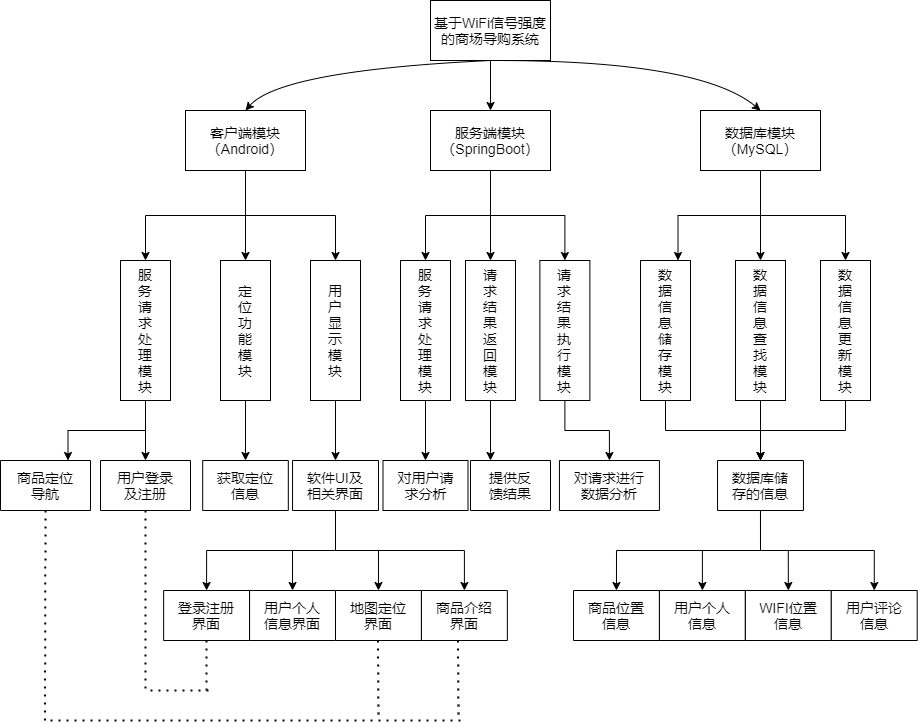 基于WiFi信号强度
的商场导购系统
客户端模块
（Android）
服务端模块
（SpringBoot）
数据库模块
（MySQL）
服务请求处理模块
定位功能模块
用户显示模块
服务请求处理模块
请求结果返回模块
请求结果执行模块
数据信息储存模块
数据信息查找模块
数据信息更新模块
商品定位
导航
用户登录
及注册
获取定位
信息
软件UI及
相关界面
对用户请
求分析
提供反
馈结果
对请求进行
数据分析
数据库储
存的信息
登录注册
界面
用户个人
信息界面
地图定位
界面
商品介绍
界面
商品位置
信息
用户个人
信息
WIFI位置
信息
用户评论
信息